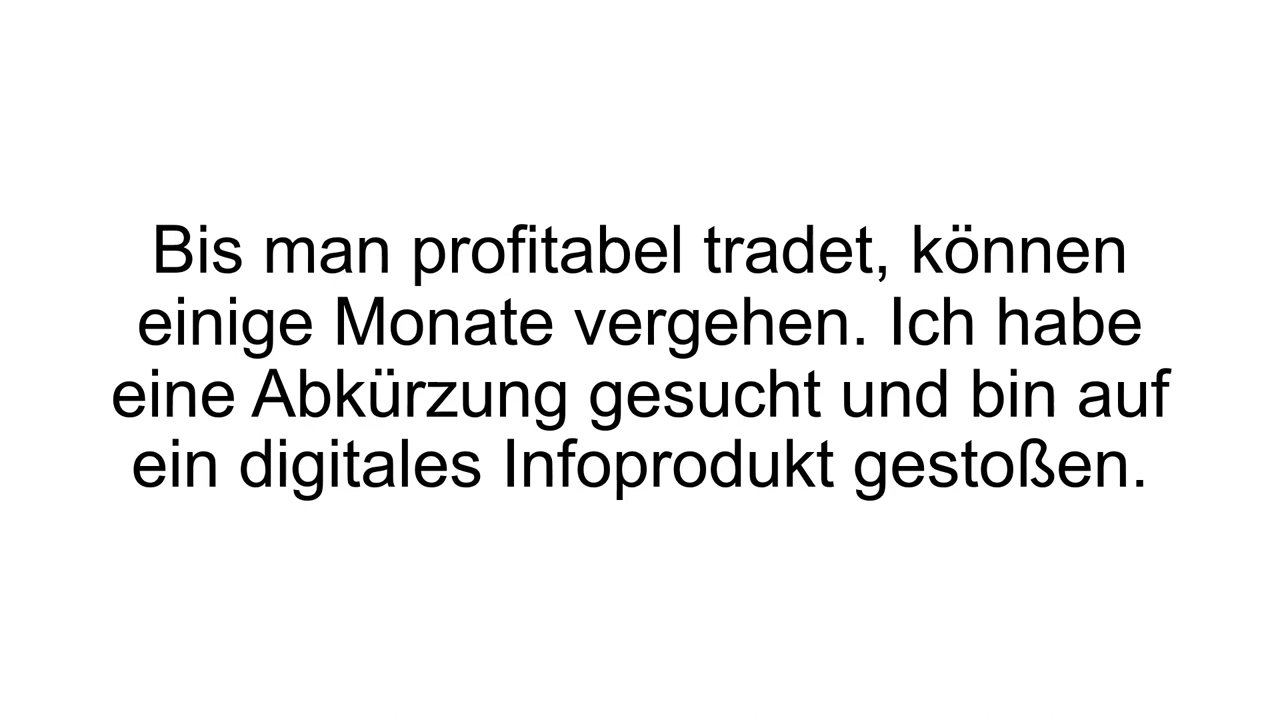 Bis man profitabel tradet, können
einige Monate vergehen. Ich habe
eine Abkürzung gesucht und bin auf
ein digitales Infoprodukt gestoßen.